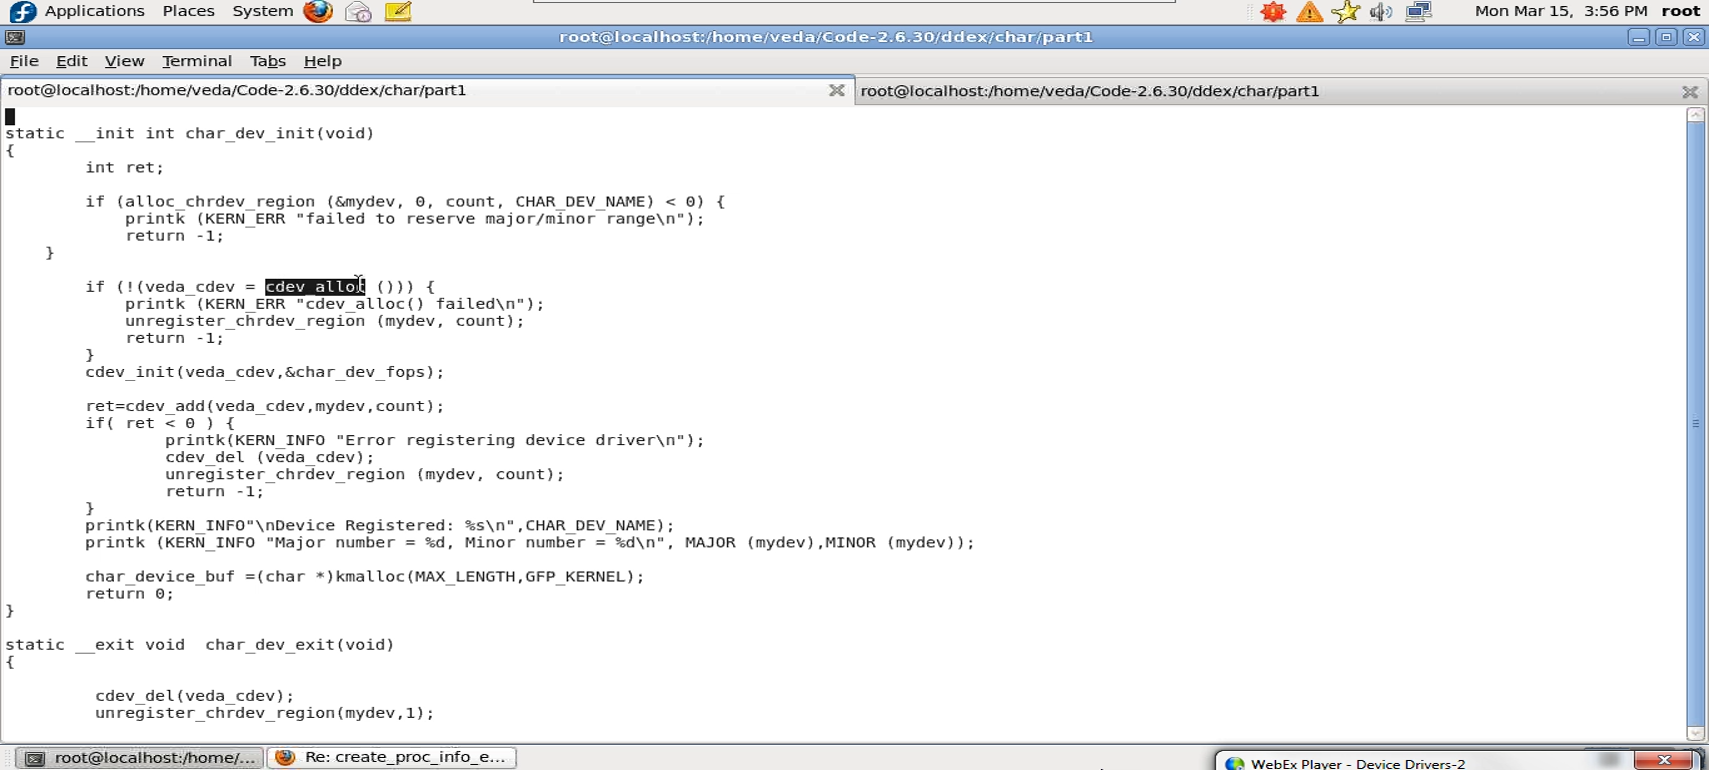 Applications Places System Mon Mar 15, 3:56 PM root
root@localhost:/home/veda/Code-2.6.30/ddex/char/part1
File Edit View Terminal Tabs Help
root@localhost:/home/veda/Code-2.6.30/ddex/char/part1 root@localhost:/home/veda/Code-2.6.30/ddex/char/part1
static __init int char_dev_init(void)
{
        int ret;
        if (alloc_chrdev_region (&mydev, 0, count, CHAR_DEV_NAME) < 0) {
            printk (KERN_ERR "failed to reserve major/minor range\n");
            return -1;
    }
        if (!(veda_cdev = cdev_alloc ())) {
            printk (KERN_ERR "cdev_alloc() failed\n");
            unregister_chrdev_region (mydev, count);
            return -1;
        }
        cdev_init(veda_cdev,&char_dev_fops);
        ret=cdev_add(veda_cdev,mydev,count);
        if( ret < 0 ) {
                printk(KERN_INFO "Error registering device driver\n");
                cdev_del (veda_cdev);
                unregister_chrdev_region (mydev, count);
                return -1;
        }
        printk(KERN_INFO"\nDevice Registered: %s\n",CHAR_DEV_NAME);
        printk (KERN_INFO "Major number = %d, Minor number = %d\n", MAJOR (mydev),MINOR (mydev));
        char_device_buf =(char *)kmalloc(MAX_LENGTH,GFP_KERNEL);
        return 0;
}
static __exit void  char_dev_exit(void)
{
         cdev_del(veda_cdev);
         unregister_chrdev_region(mydev,1);
root@localhost:/home/... Re: create_proc_info_e...
WebEx Player - Device Drivers-2